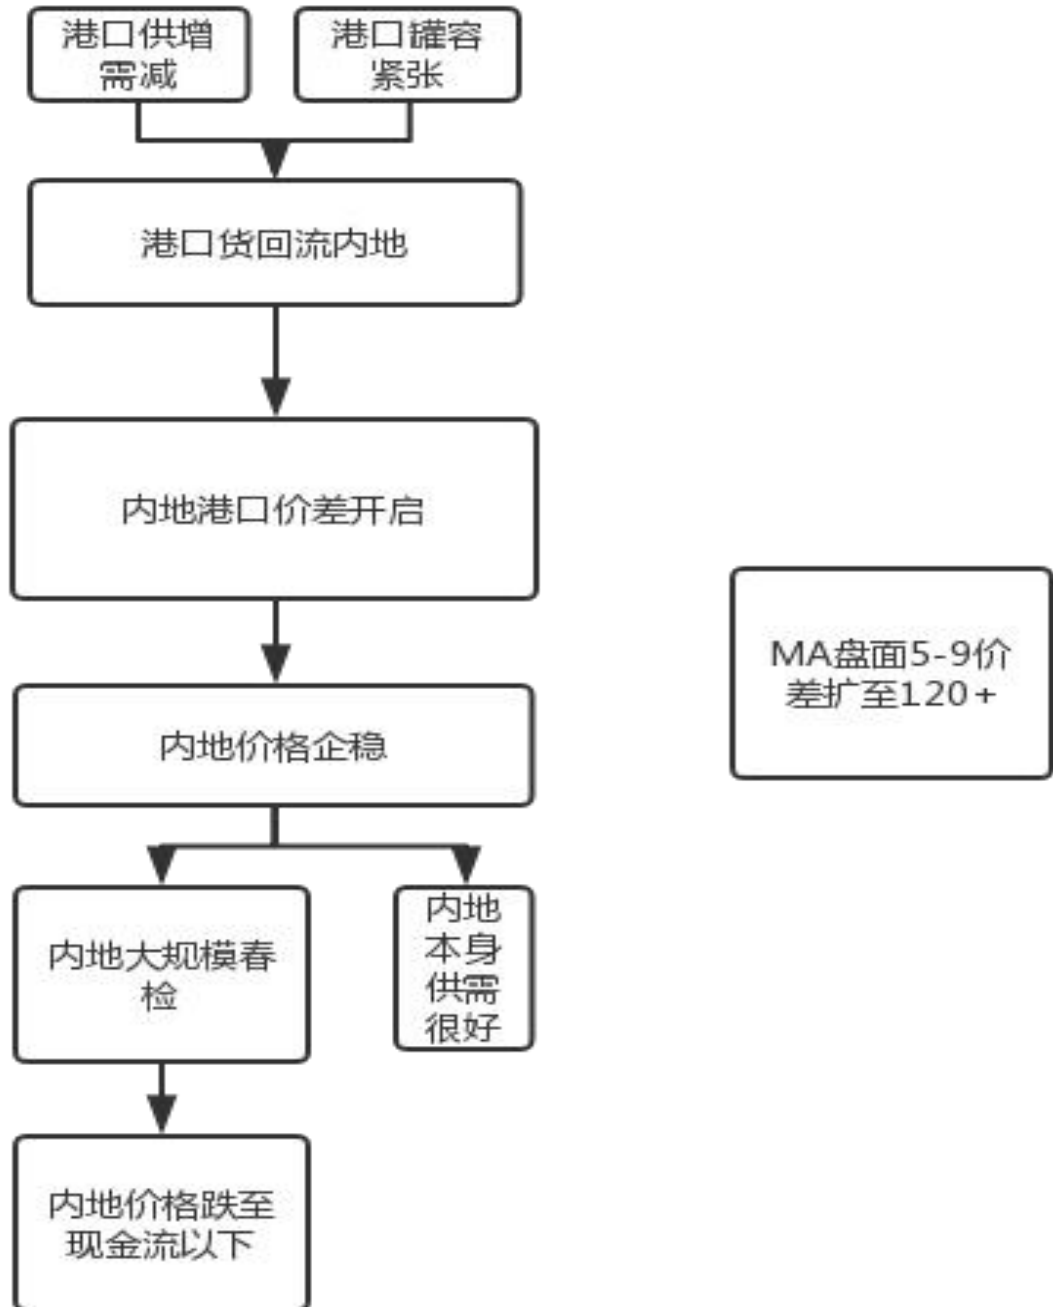 港口供增
需减
港口罐容
紧张
港口货回流内地
内地港口价差开启
MA盘面5-9价
差扩至120+
内地价格企稳
内地大规模春
检
内地
本身
供需
很好
内地价格跌至
现金流以下